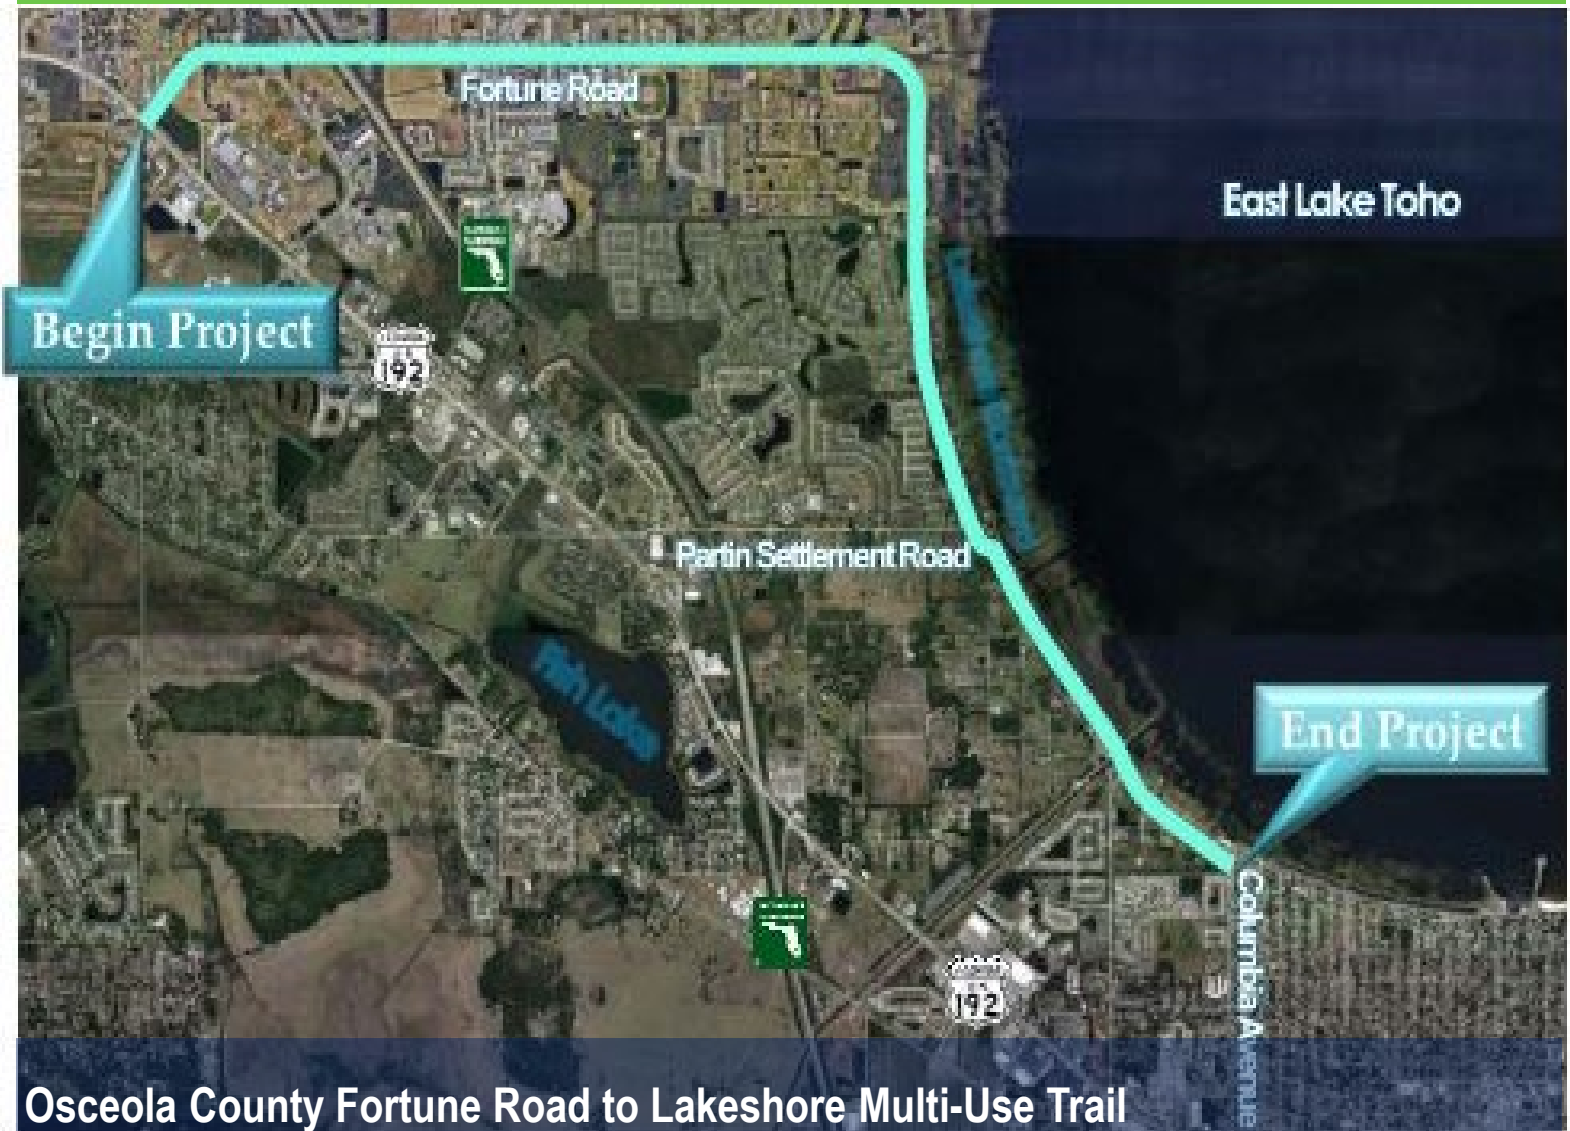 Fortune Road
East Lake Toho
Begin Project
192
Partin Settlement Road
Fish Lake
End Project
192
Columbia Avenue
Osceola County Fortune Road to Lakeshore Multi-Use Trail